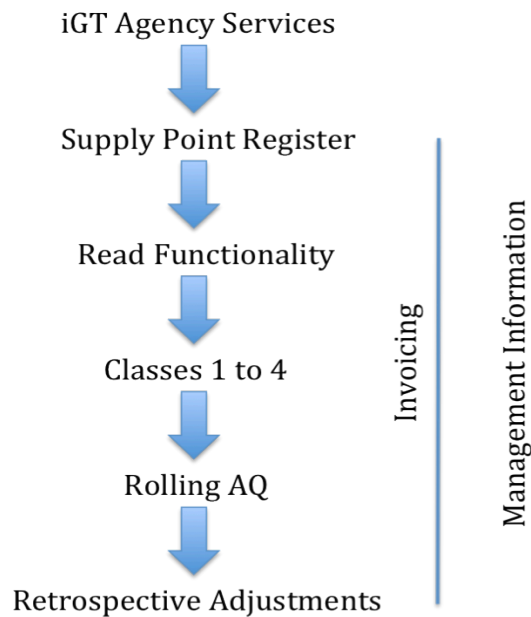 iGT Agency Services
Supply Point Register
Read Functionality
Classes 1 to 4
Rolling AQ
Retrospective Adjustments
Invoicing
Management Information